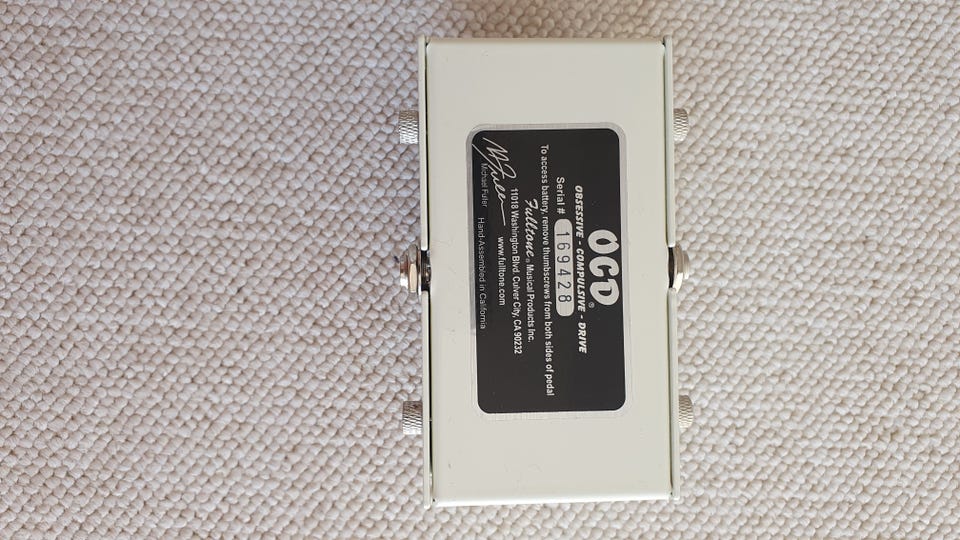 OCD®
OBSESSIVE - COMPULSIVE - DRIVE
Serial # 169428
To access battery, remove thumbscrews from both sides of pedal
Fulltone® Musical Products Inc.
11018 Washington Blvd. Culver City, CA 90232
www.fulltone.com
M. Fuller
Michael Fuller Hand-Assembled in California